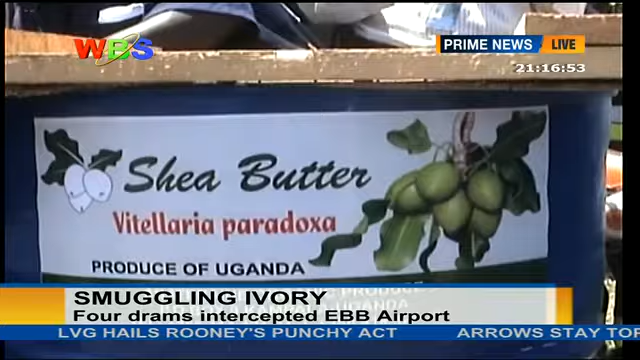 WBS
PRIME NEWS LIVE
21:16:53
Shea Butter
Vitellaria paradoxa
PRODUCE OF UGANDA
SMUGGLING IVORY
Four drams intercepted EBB Airport
LVG HAILS ROONEY'S PUNCHY ACT ARROWS STAY TOP